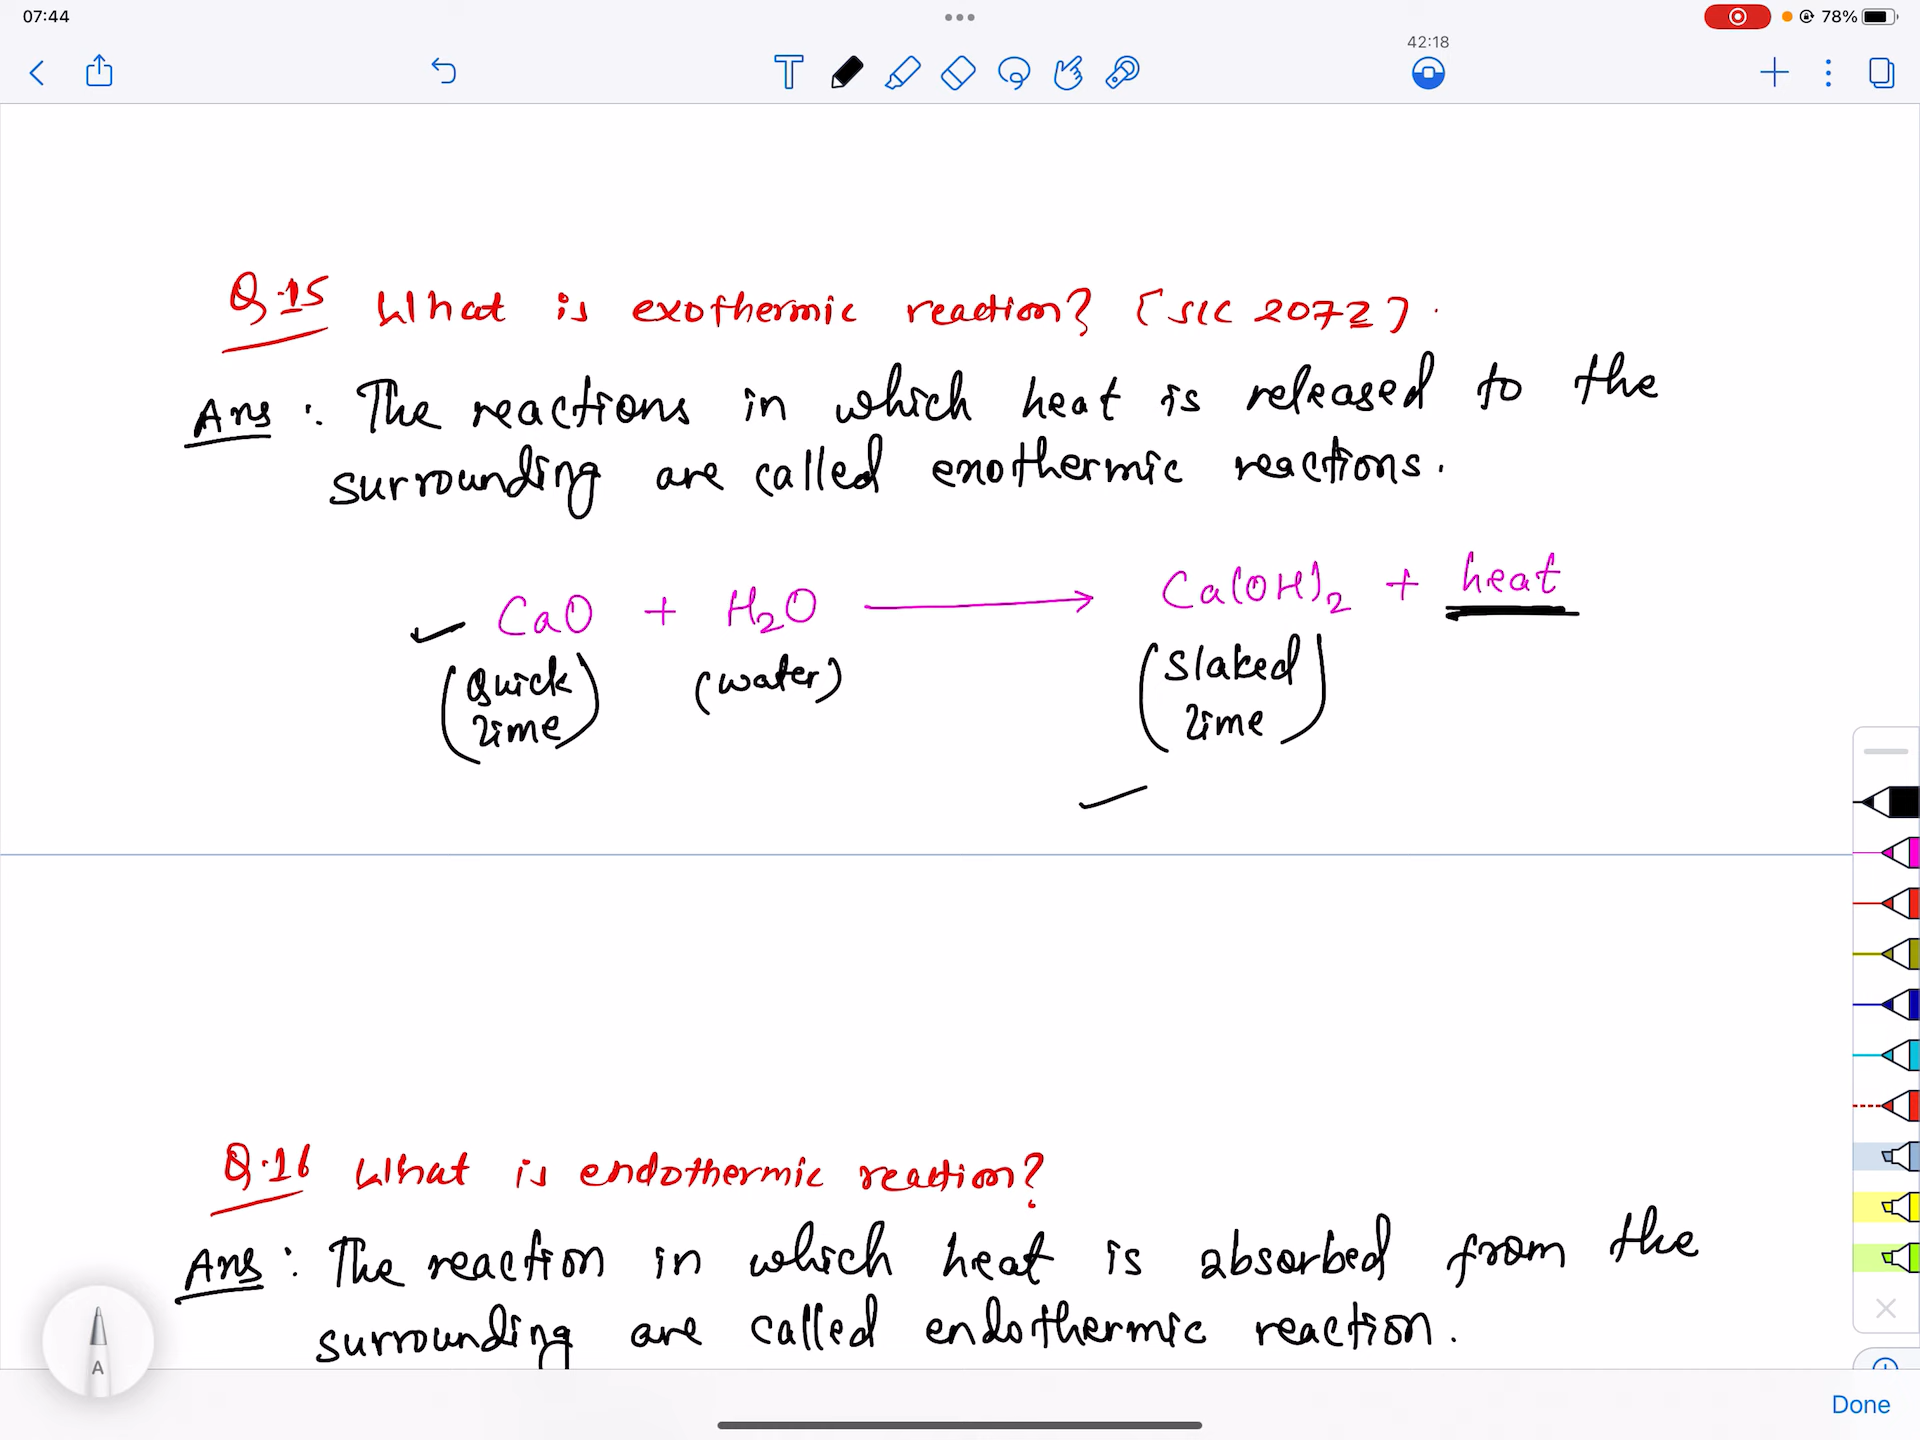 07:44
78%
42:18
T
Q.15 What is exothermic reaction? [SLC 2072].
Ans : The reactions in which heat is released to the
surrounding are called exothermic reactions.
CaO + H₂O ⟶ Ca(OH)₂ + heat
(Quick lime) (water) (Slaked lime)
Q.16 What is endothermic reaction?
Ans : The reaction in which heat is absorbed from the
surrounding are called endothermic reaction.
A
Done